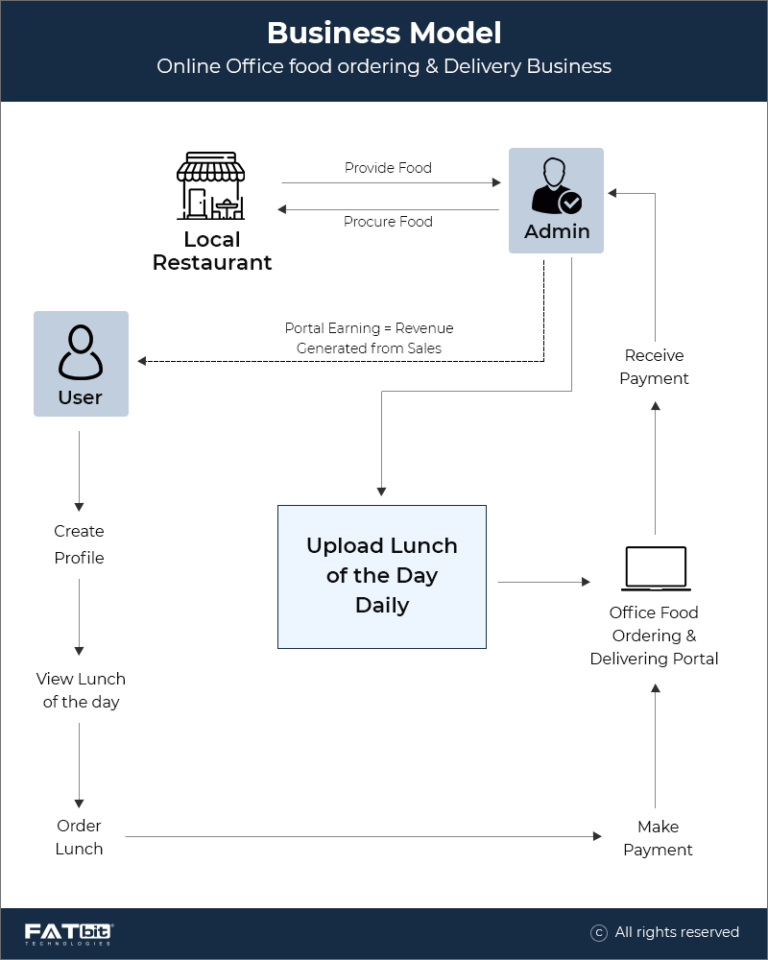 Business Model
Online Office food ordering & Delivery Business
Provide Food
Procure Food
Local
Restaurant
Admin
Portal Earning = Revenue
Generated from Sales
User
Receive
Payment
Create
Profile
Upload Lunch
of the Day
Daily
Office Food
Ordering &
Delivering Portal
View Lunch
of the day
Order
Lunch
Make
Payment
FATbit
TECHNOLOGIES
© All rights reserved